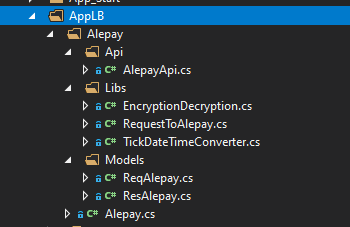 App_Start
AppLB
Alepay
Api
C# AlepayApi.cs
Libs
C# EncryptionDecryption.cs
C# RequestToAlepay.cs
C# TickDateTimeConverter.cs
Models
C# ReqAlepay.cs
C# ResAlepay.cs
C# Alepay.cs